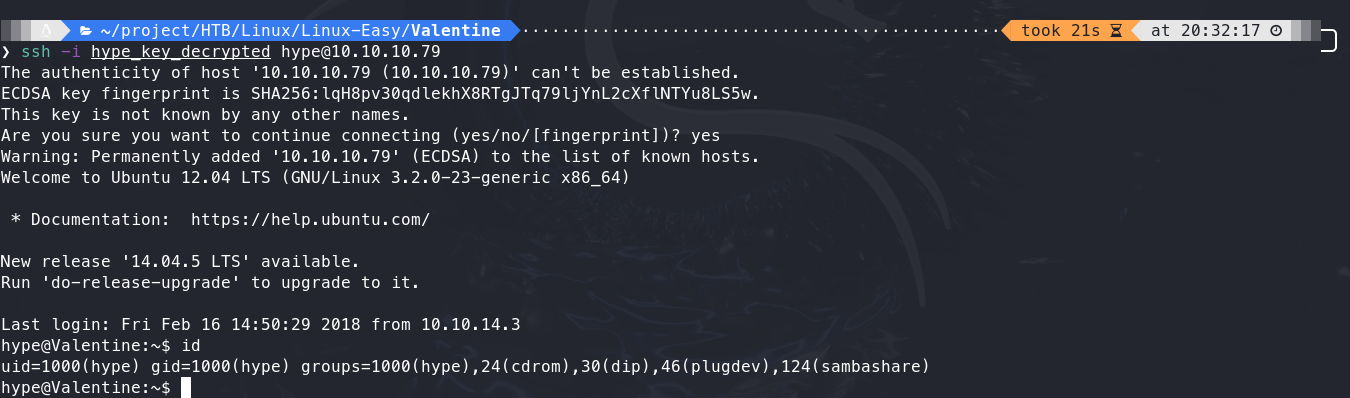 ~/project/HTB/Linux/Linux-Easy/Valentine took 21s at 20:32:17
❯ ssh -i hype_key_decrypted hype@10.10.10.79
The authenticity of host '10.10.10.79 (10.10.10.79)' can't be established.
ECDSA key fingerprint is SHA256:lqH8pv30qdlekhX8RTgJTq79ljYnL2cXflNTYu8LS5w.
This key is not known by any other names.
Are you sure you want to continue connecting (yes/no/[fingerprint])? yes
Warning: Permanently added '10.10.10.79' (ECDSA) to the list of known hosts.
Welcome to Ubuntu 12.04 LTS (GNU/Linux 3.2.0-23-generic x86_64)
* Documentation:  https://help.ubuntu.com/
New release '14.04.5 LTS' available.
Run 'do-release-upgrade' to upgrade to it.
Last login: Fri Feb 16 14:50:29 2018 from 10.10.14.3
hype@Valentine:~$ id
uid=1000(hype) gid=1000(hype) groups=1000(hype),24(cdrom),30(dip),46(plugdev),124(sambashare)
hype@Valentine:~$